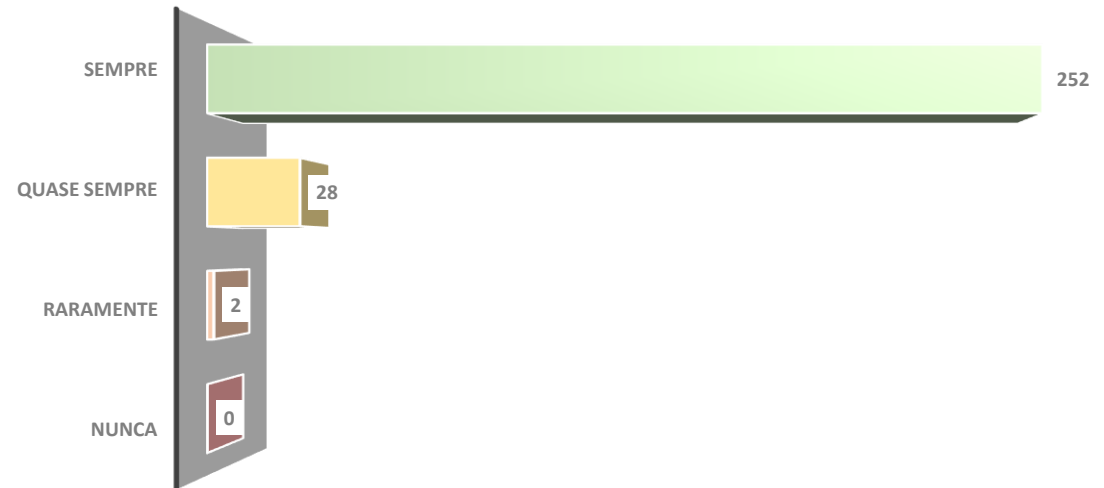 SEMPRE
252
QUASE SEMPRE
28
RARAMENTE
2
NUNCA
0